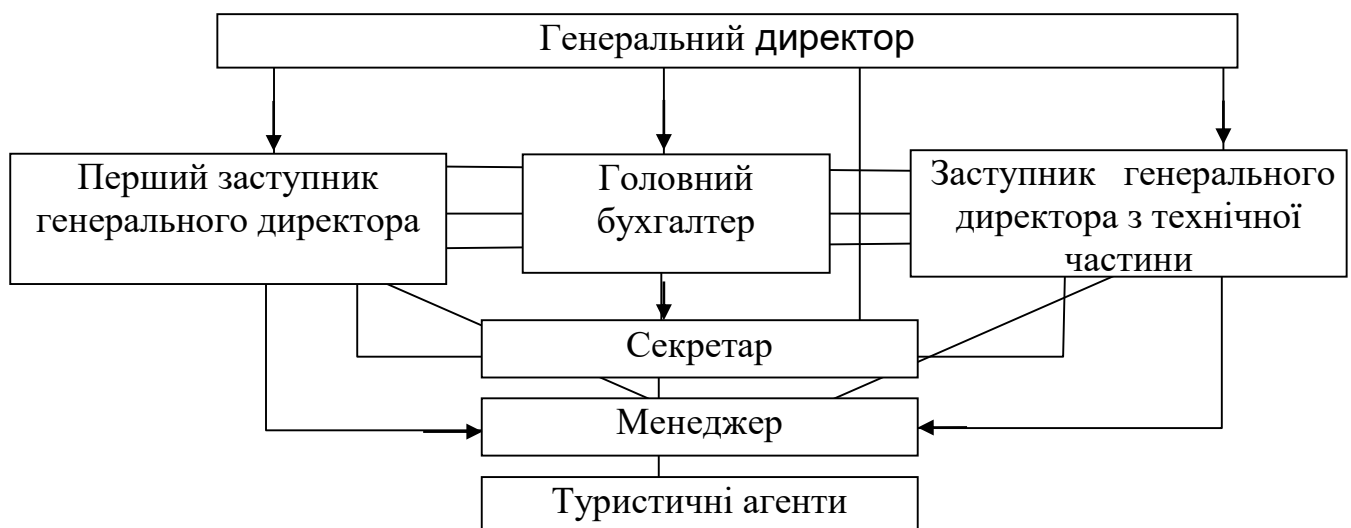 Генеральний директор
Перший заступник
генерального директора
Головний
бухгалтер
Заступник генерального
директора з технічної
частини
Секретар
Менеджер
Туристичні агенти